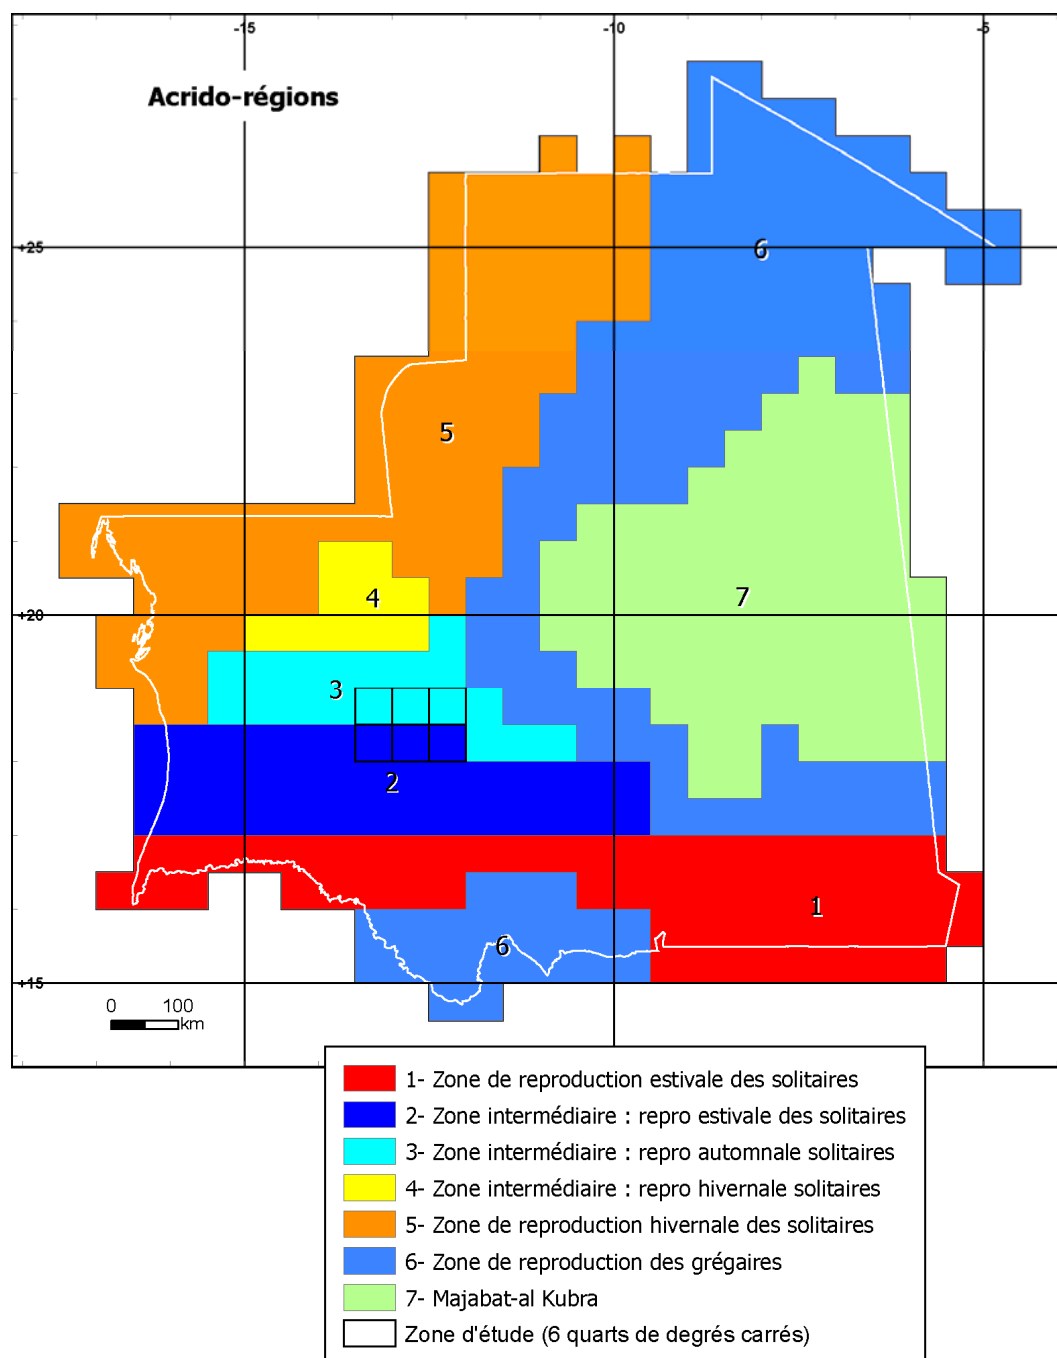 -15 -10 -5
Acrido-régions
6
+25
5
4
7
+20
3
2
1
6
+15
0 100
km
1- Zone de reproduction estivale des solitaires
2- Zone intermédiaire : repro estivale des solitaires
3- Zone intermédiaire : repro automnale solitaires
4- Zone intermédiaire : repro hivernale solitaires
5- Zone de reproduction hivernale des solitaires
6- Zone de reproduction des grégaires
7- Majabat-al Kubra
Zone d'étude (6 quarts de degrés carrés)